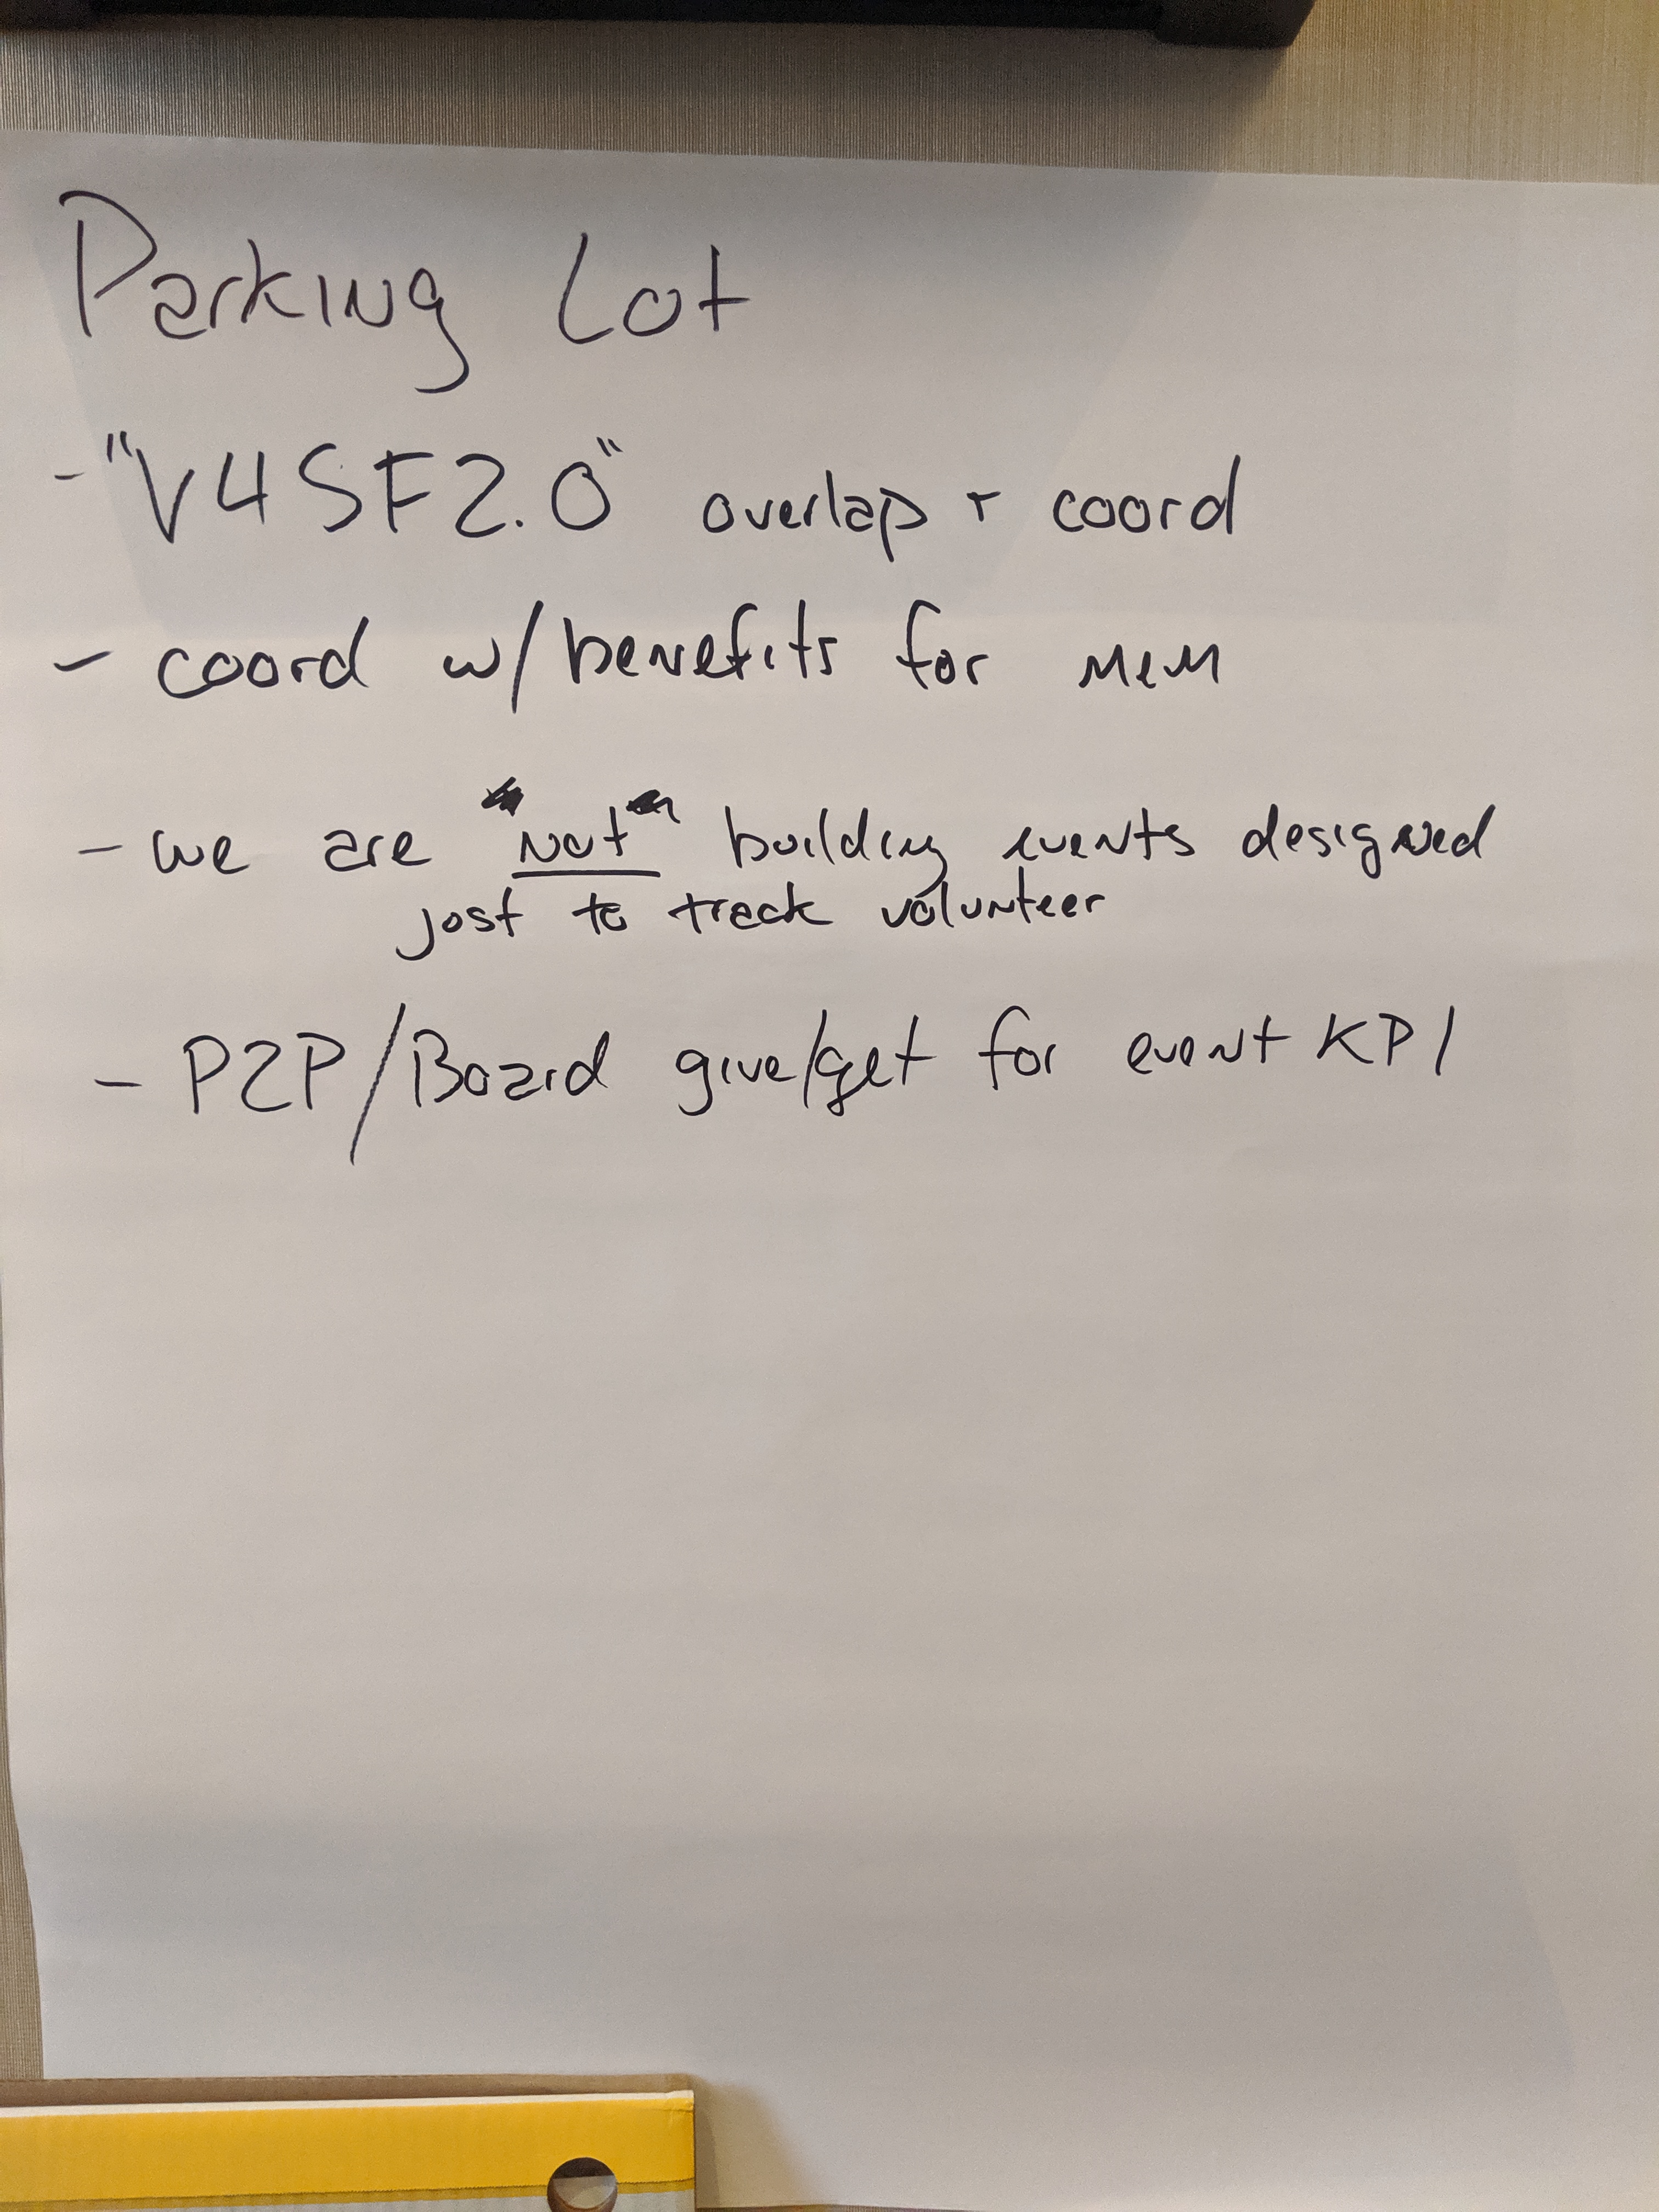 Parking Lot
- "V4SF2.0" overlap + coord
- coord w/benefits for mem
- we are "not" building events designed
just to track volunteer
- P2P/Board give/get for event KPI